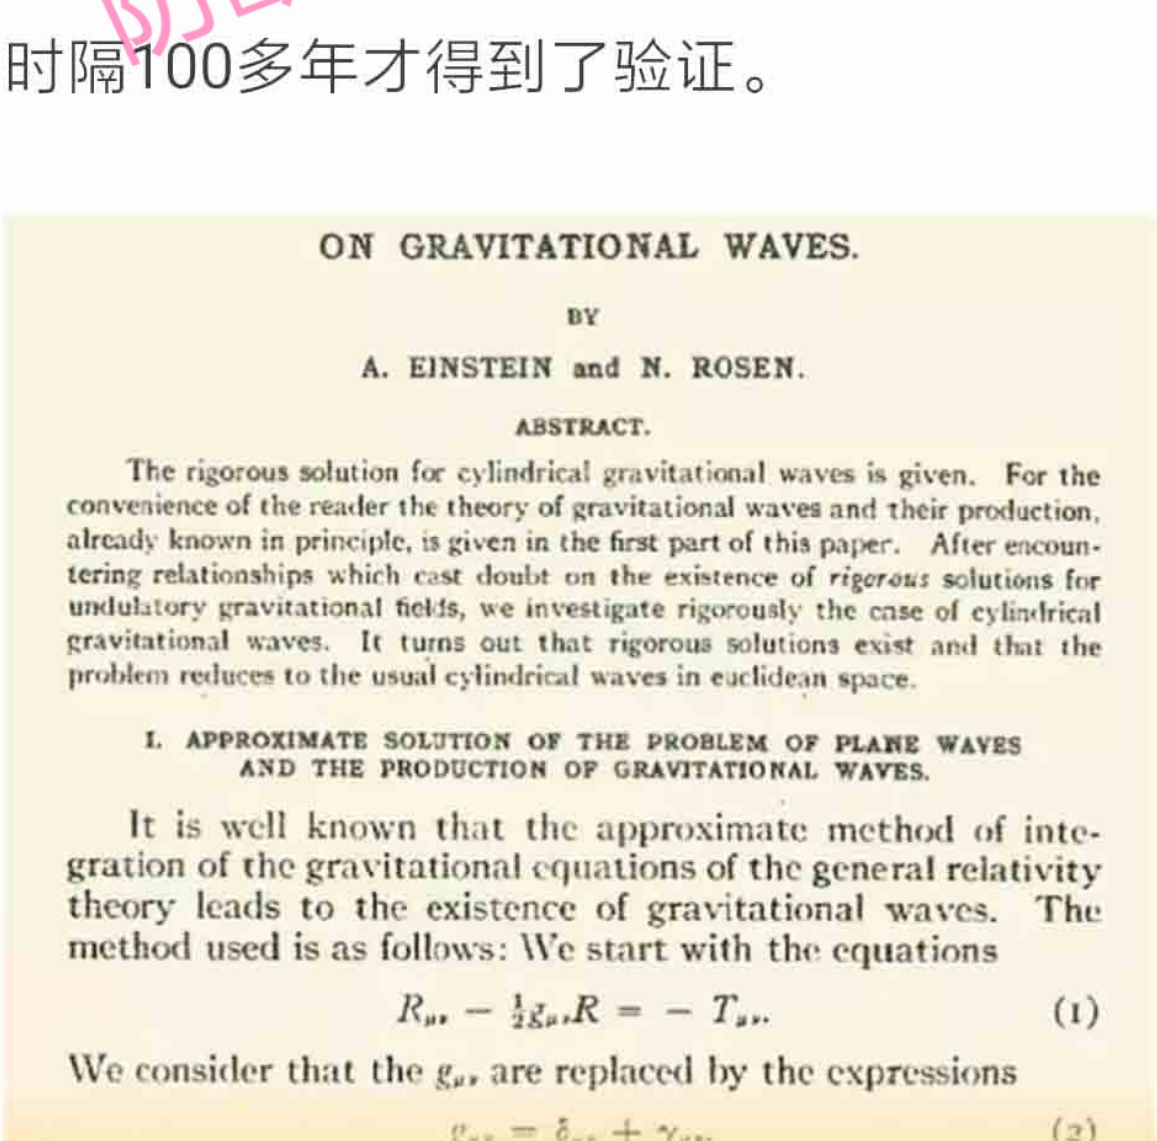 时隔100多年才得到了验证。
ON GRAVITATIONAL WAVES.
BY
A. EINSTEIN and N. ROSEN.
ABSTRACT.
The rigorous solution for cylindrical gravitational waves is given. For the
convenience of the reader the theory of gravitational waves and their production,
already known in principle, is given in the first part of this paper. After encoun-
tering relationships which cast doubt on the existence of rigorous solutions for
undulatory gravitational fields, we investigate rigorously the case of cylindrical
gravitational waves. It turns out that rigorous solutions exist and that the
problem reduces to the usual cylindrical waves in euclidean space.
I. APPROXIMATE SOLUTION OF THE PROBLEM OF PLANE WAVES
AND THE PRODUCTION OF GRAVITATIONAL WAVES.
It is well known that the approximate method of inte-
gration of the gravitational equations of the general relativity
theory leads to the existence of gravitational waves. The
method used is as follows: We start with the equations
Rμν − ½gμνR = − Tμν. (1)
We consider that the gμν are replaced by the expressions